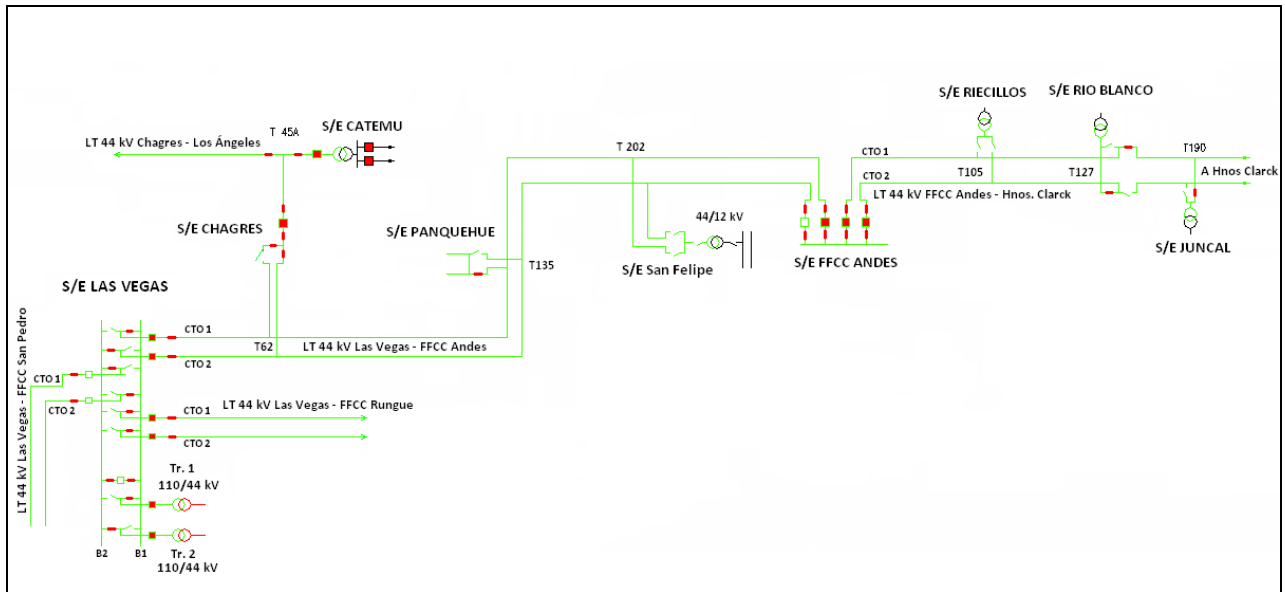 S/E RIECILLOS
S/E RIO BLANCO
T 45A
S/E CATEMU
LT 44 kV Chagres - Los Ángeles
T 202
CTO 1
T190
T105
T127
A Hnos Clarck
CTO 2
LT 44 kV FFCC Andes - Hnos. Clarck
S/E CHAGRES
S/E PANQUEHUE
44/12 kV
S/E JUNCAL
T135
S/E San Felipe
S/E FFCC ANDES
S/E LAS VEGAS
CTO 1
T62
LT 44 kV Las Vegas - FFCC Andes
CTO 2
LT 44 kV Las Vegas - FFCC San Pedro
CTO 1
CTO 2
CTO 1
LT 44 kV Las Vegas - FFCC Rungue
CTO 2
Tr. 1
110/44 kV
B2
B1
Tr. 2
110/44 kV